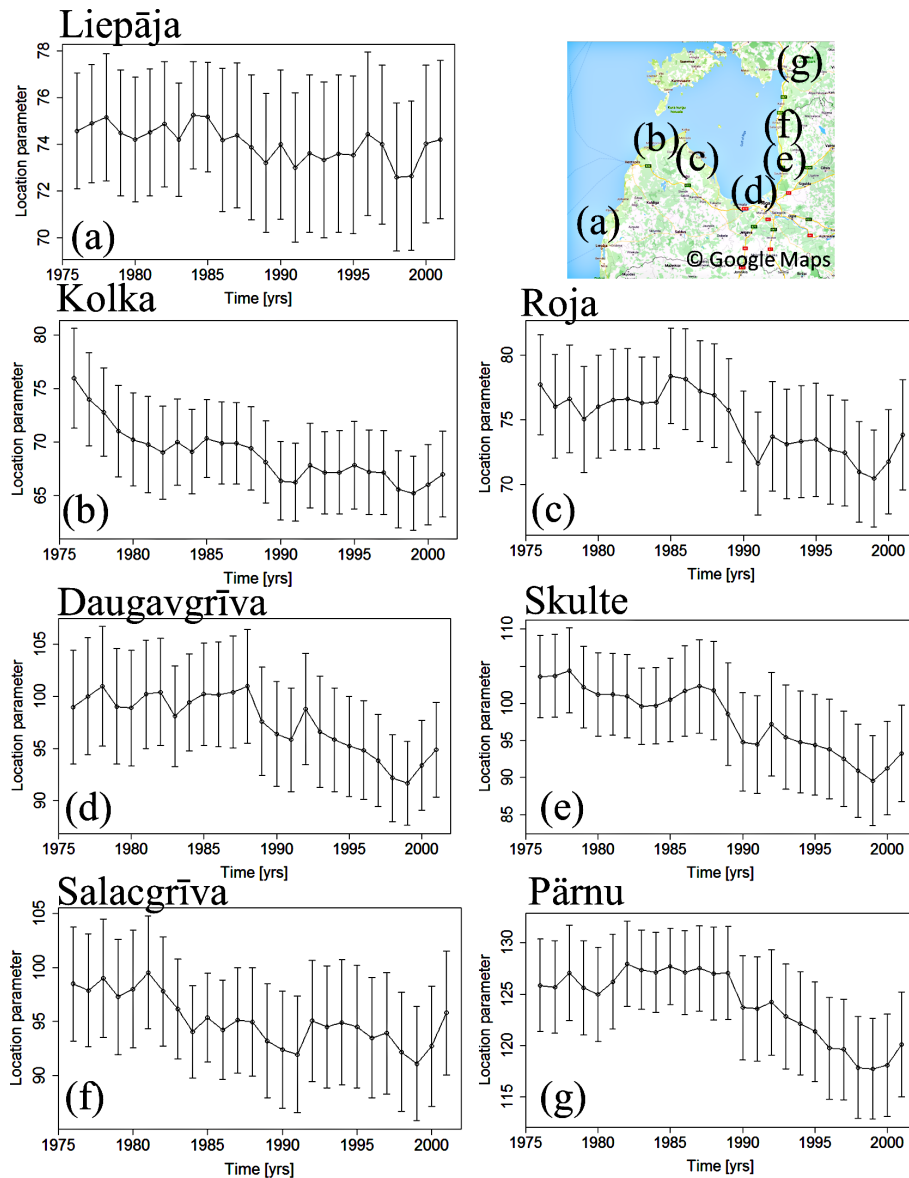 Liepāja
Location parameter
78
76
74
72
70
(a)
1975 1980 1985 1990 1995 2000
Time [yrs]
(g)
(f)
(b)
(c)
(e)
(d)
(a)
© Google Maps
Kolka
Location parameter
80
75
70
65
(b)
1975 1980 1985 1990 1995 2000
Time [yrs]
Roja
Location parameter
80
75
70
(c)
1975 1980 1985 1990 1995 2000
Time [yrs]
Daugavgrīva
Location parameter
105
100
95
90
(d)
1975 1980 1985 1990 1995 2000
Time [yrs]
Skulte
Location parameter
110
105
100
95
90
85
(e)
1975 1980 1985 1990 1995 2000
Time [yrs]
Salacgrīva
Location parameter
105
100
95
90
(f)
1975 1980 1985 1990 1995 2000
Time [yrs]
Pärnu
Location parameter
130
125
120
115
(g)
1975 1980 1985 1990 1995 2000
Time [yrs]